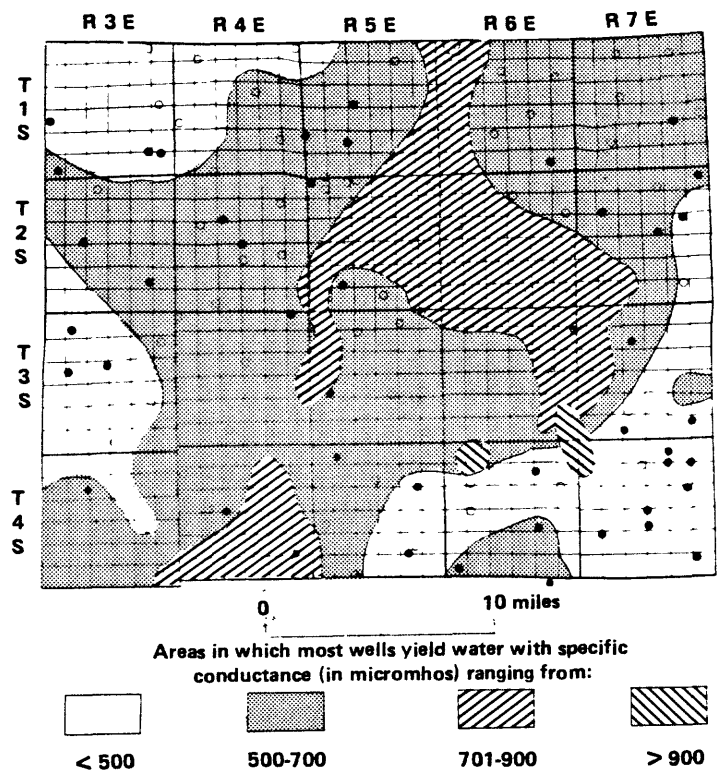 R 3 E R 4 E R 5 E R 6 E R 7 E
T
1
S
T
2
S
T
3
S
T
4
S
0 10 miles
Areas in which most wells yield water with specific
conductance (in micromhos) ranging from:
< 500 500-700 701-900 > 900